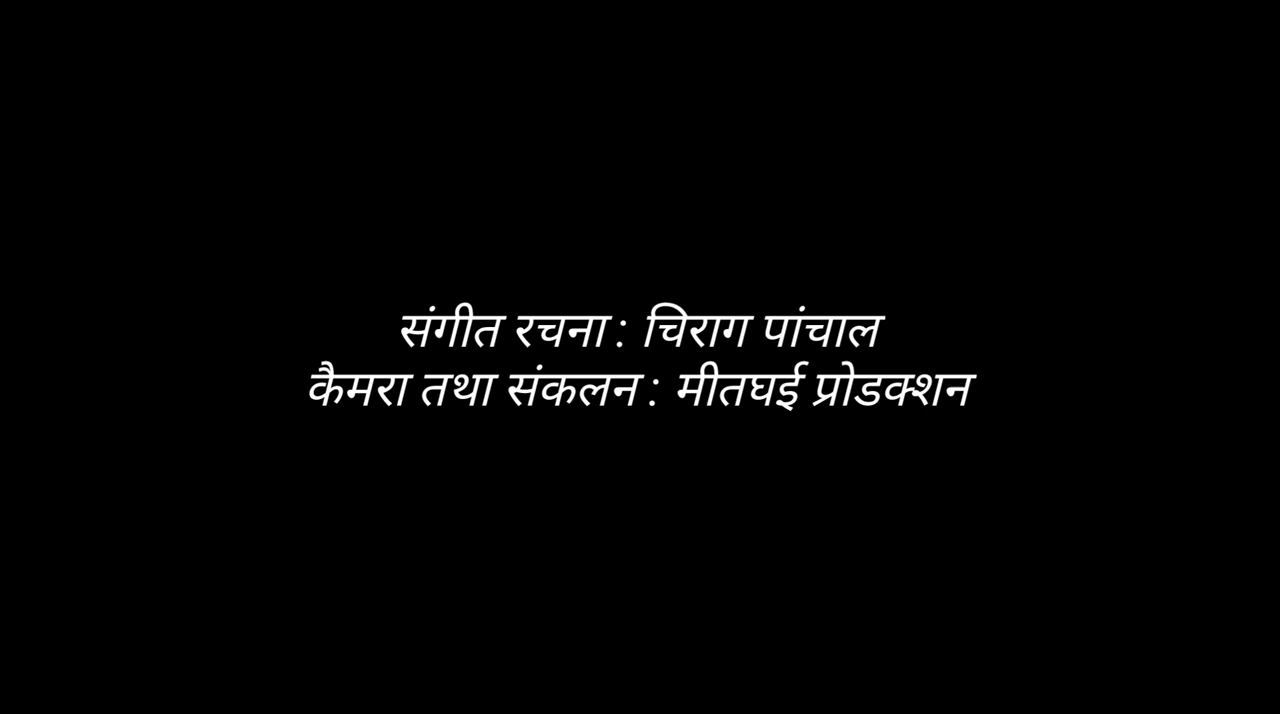 संगीत रचना : चिराग पांचाल
कैमरा तथा संकलन : मीतघई प्रोडक्शन